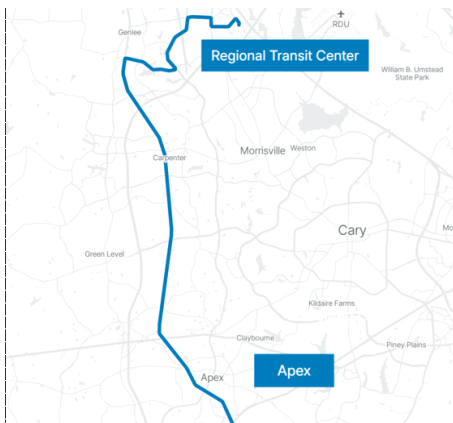 Genlee
RDU
Regional Transit Center
William B. Umstead
State Park
Morrisville
Weston
Carpenter
Cary
Mo
Green Level
Kildaire Farms
Claybourne
Piney Plains
Apex
Apex